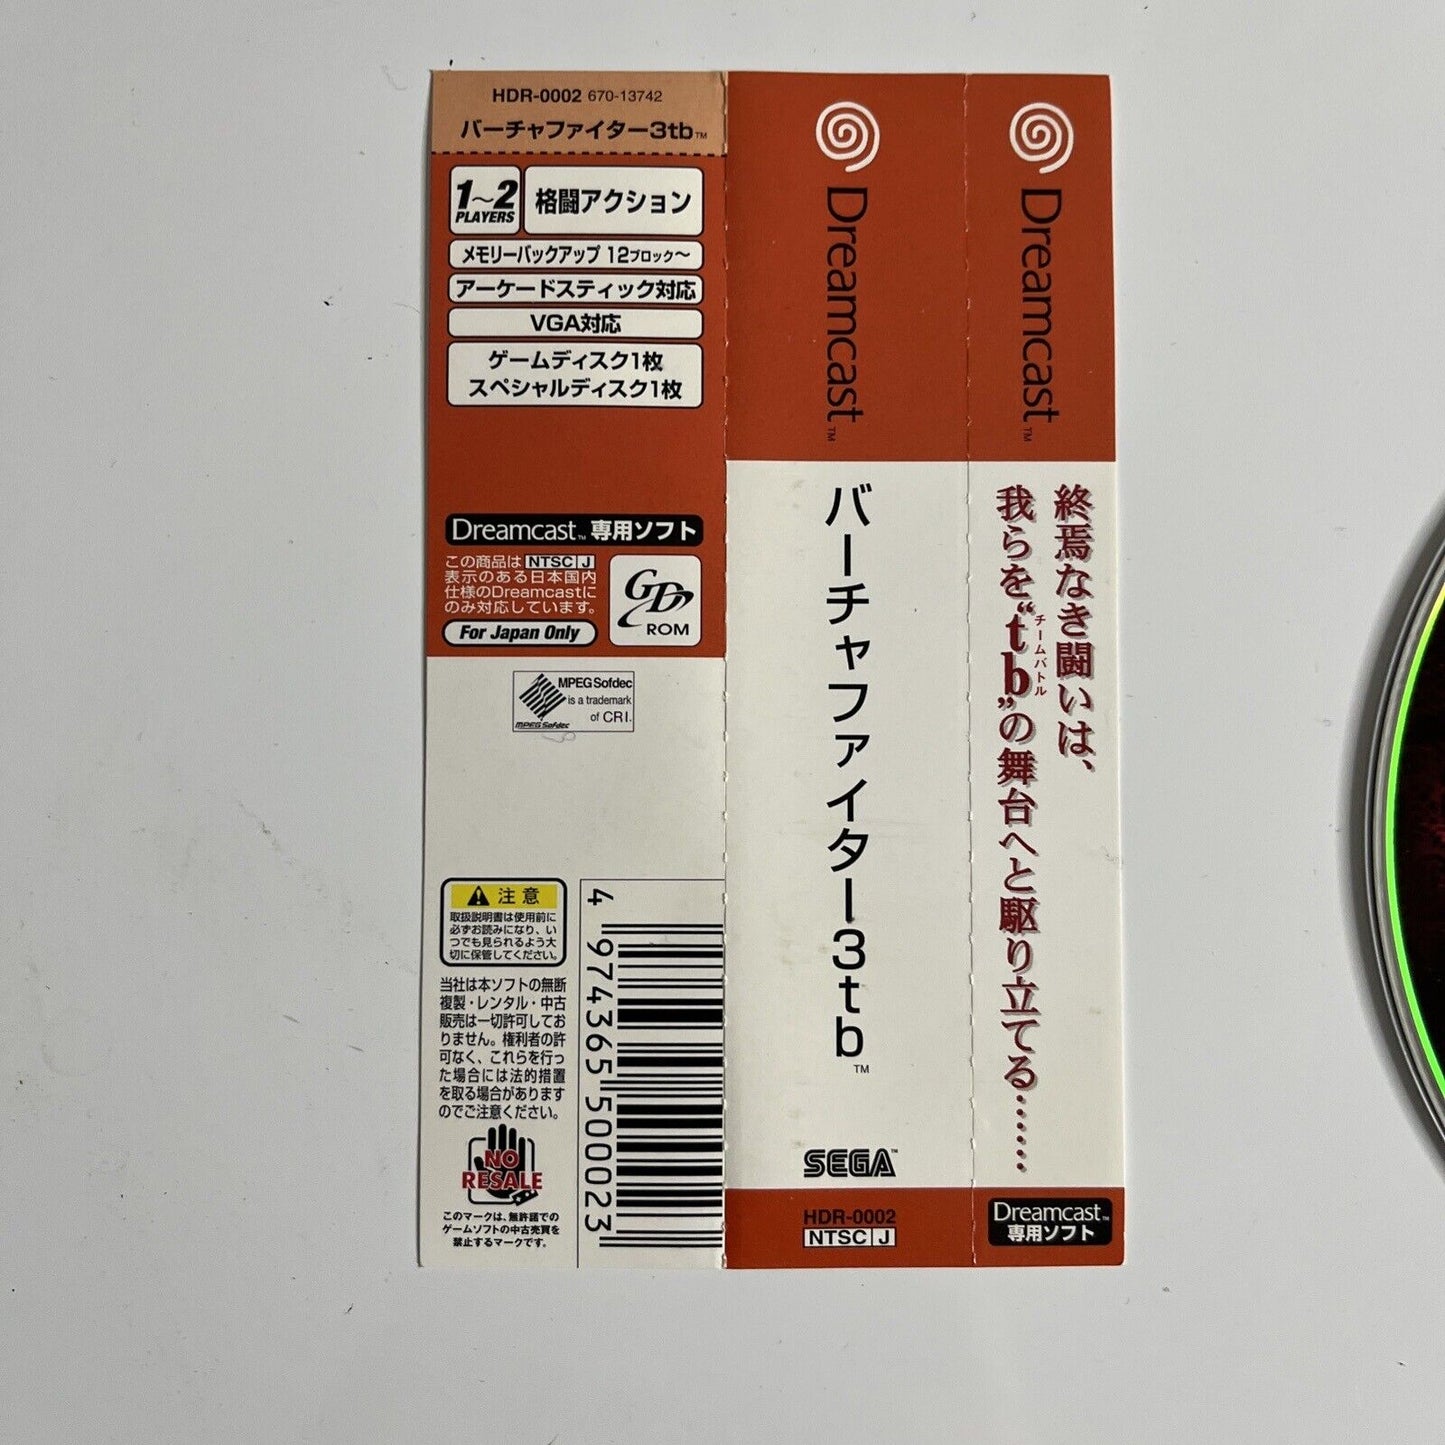 HDR-0002 670-13742
バーチャファイター3tb™
1~2
PLAYERS
格闘アクション
メモリーバックアップ 12ブロック〜
アーケードスティック対応
VGA対応
ゲームディスク1枚
スペシャルディスク1枚
Dreamcast™ 専用ソフト
この商品は NTSC J
表示のある日本国内
仕様のDreamcastに
のみ対応しています。
For Japan Only
GD
ROM
MPEG Sofdec
is a trademark
of CRI.
MPEG Sofdec
注意
取扱説明書は使用前に
必ずお読みになり、い
つでも見られるよう大
切に保管してください。
当社は本ソフトの無断
複製・レンタル・中古
販売は一切許可してお
りません。権利者の許
可なく、これらを行っ
た場合には法的措置
を取る場合があります
のでご注意ください。
NO
RESALE
このマークは、無許諾での
ゲームソフトの中古売買を
禁止するマークです。
4 974365 500023
Dreamcast™
バーチャファイター3tb™
SEGA™
HDR-0002
NTSC J
Dreamcast™
終焉なき闘いは、
我らを“tb”の舞台へと駆り立てる……
チームバトル
Dreamcast™
専用ソフト